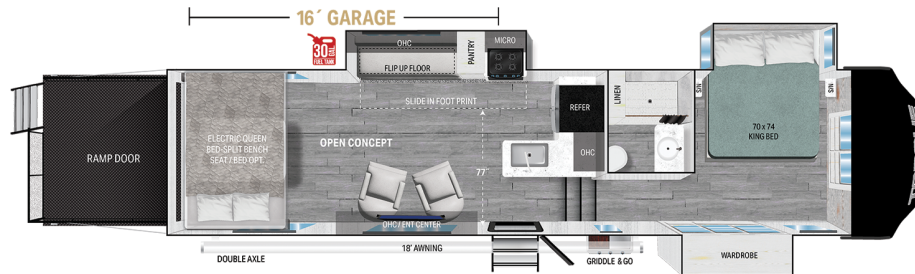 16´ GARAGE
30 GAL
FUEL TANK
OHC
FLIP UP FLOOR
PANTRY
MICRO
SLIDE IN FOOT PRINT
REFER
LINEN
N/S
N/S
70 x 74
KING BED
RAMP DOOR
ELECTRIC QUEEN
BED-SPLIT BENCH
SEAT / BED OPT.
OPEN CONCEPT
OHC
77˝
OHC / ENT CENTER
18' AWNING
DOUBLE AXLE
GRIDDLE & GO
WARDROBE